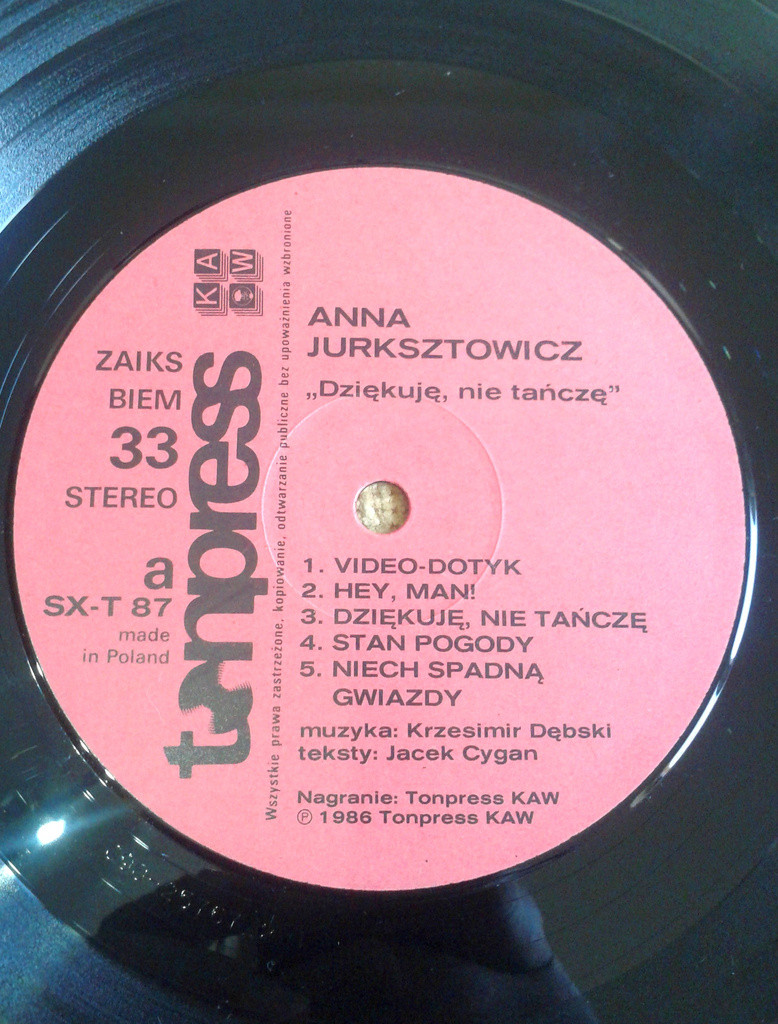 K A
O W
ZAIKS
BIEM
33
STEREO
a
SX-T 87
made
in Poland
tonpress
Wszystkie prawa zastrzeżone, kopiowanie, odtwarzanie publiczne bez upoważnienia wzbronione
ANNA
JURKSZTOWICZ
„Dziękuję, nie tańczę”
1. VIDEO-DOTYK
2. HEY, MAN!
3. DZIĘKUJĘ, NIE TAŃCZĘ
4. STAN POGODY
5. NIECH SPADNĄ
GWIAZDY
muzyka: Krzesimir Dębski
teksty: Jacek Cygan
Nagranie: Tonpress KAW
℗ 1986 Tonpress KAW